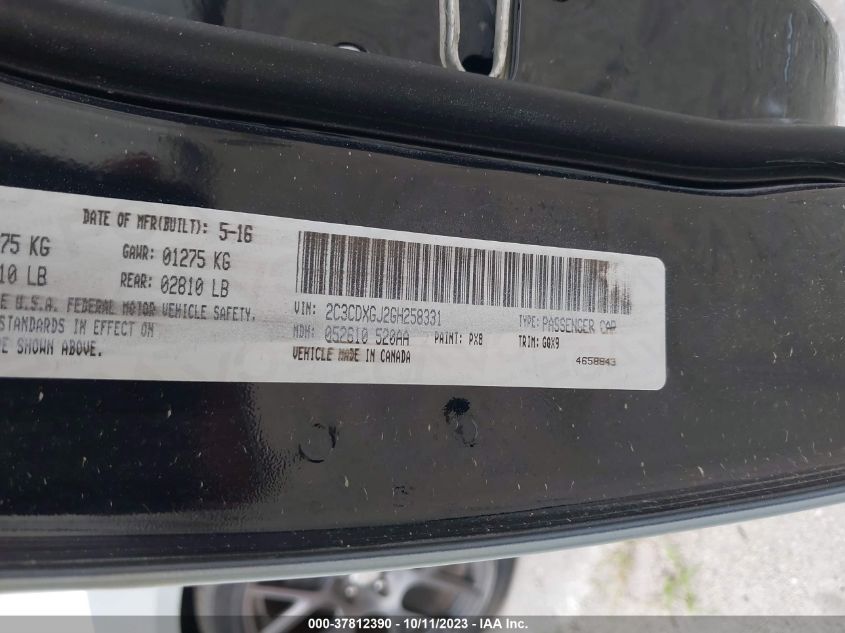 DATE OF MFR(BUILT): 5-16
75 KG GAWR: 01275 KG
10 LB REAR: 02810 LB
E U.S.A. FEDERAL MOTOR VEHICLE SAFETY,
STANDARDS IN EFFECT ON
E SHOWN ABOVE.
VIN: 2C3CDXGJ2GH258331 TYPE: PASSENGER CAR
MDH: 052610 520AA PAINT: PX8 TRIM: GQX9
VEHICLE MADE IN CANADA 4658843
000-37812390 - 10/11/2023 - IAA Inc.